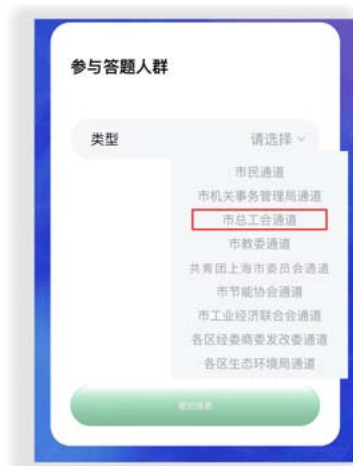 参与答题人群
类型 请选择
市民通道
市机关事务管理局通道
市总工会通道
市教委通道
共青团上海市委员会通道
市节能协会通道
市工业经济联合会通道
各区经委商委发改委通道
各区生态环境局通道
提交信息